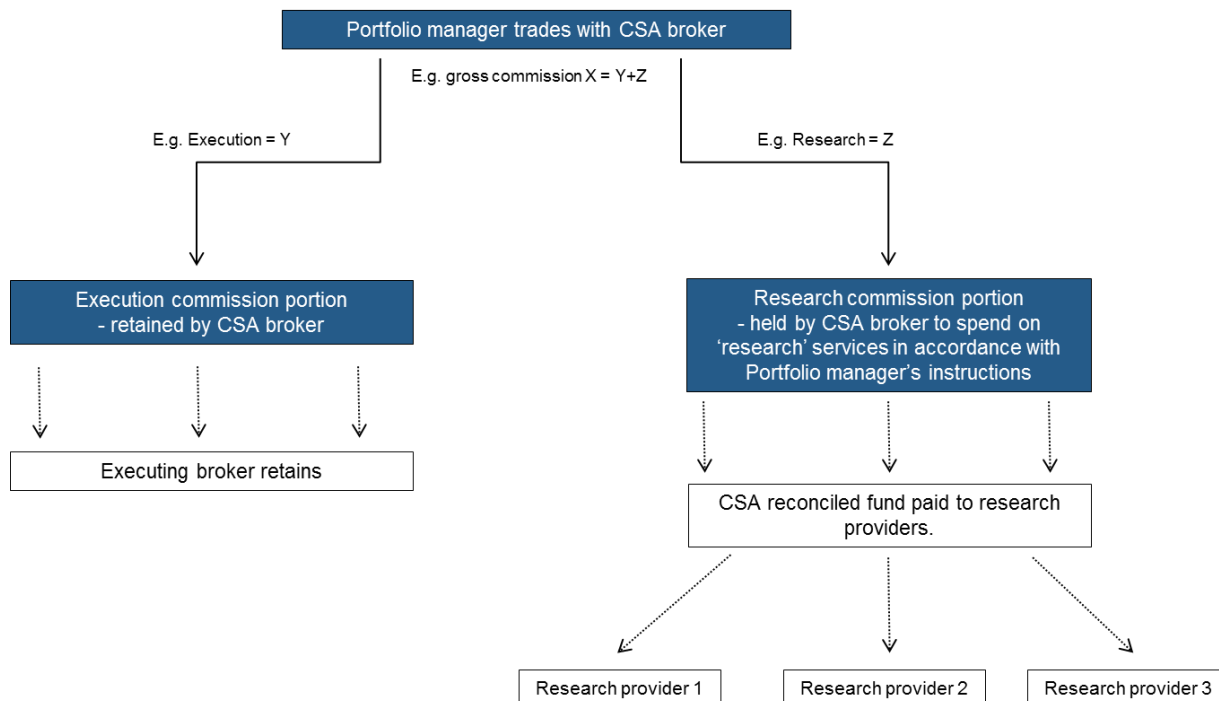 Portfolio manager trades with CSA broker
E.g. gross commission X = Y+Z
E.g. Execution = Y
E.g. Research = Z
Execution commission portion
- retained by CSA broker
Research commission portion
- held by CSA broker to spend on
‘research’ services in accordance with
Portfolio manager’s instructions
Executing broker retains
CSA reconciled fund paid to research
providers.
Research provider 1
Research provider 2
Research provider 3